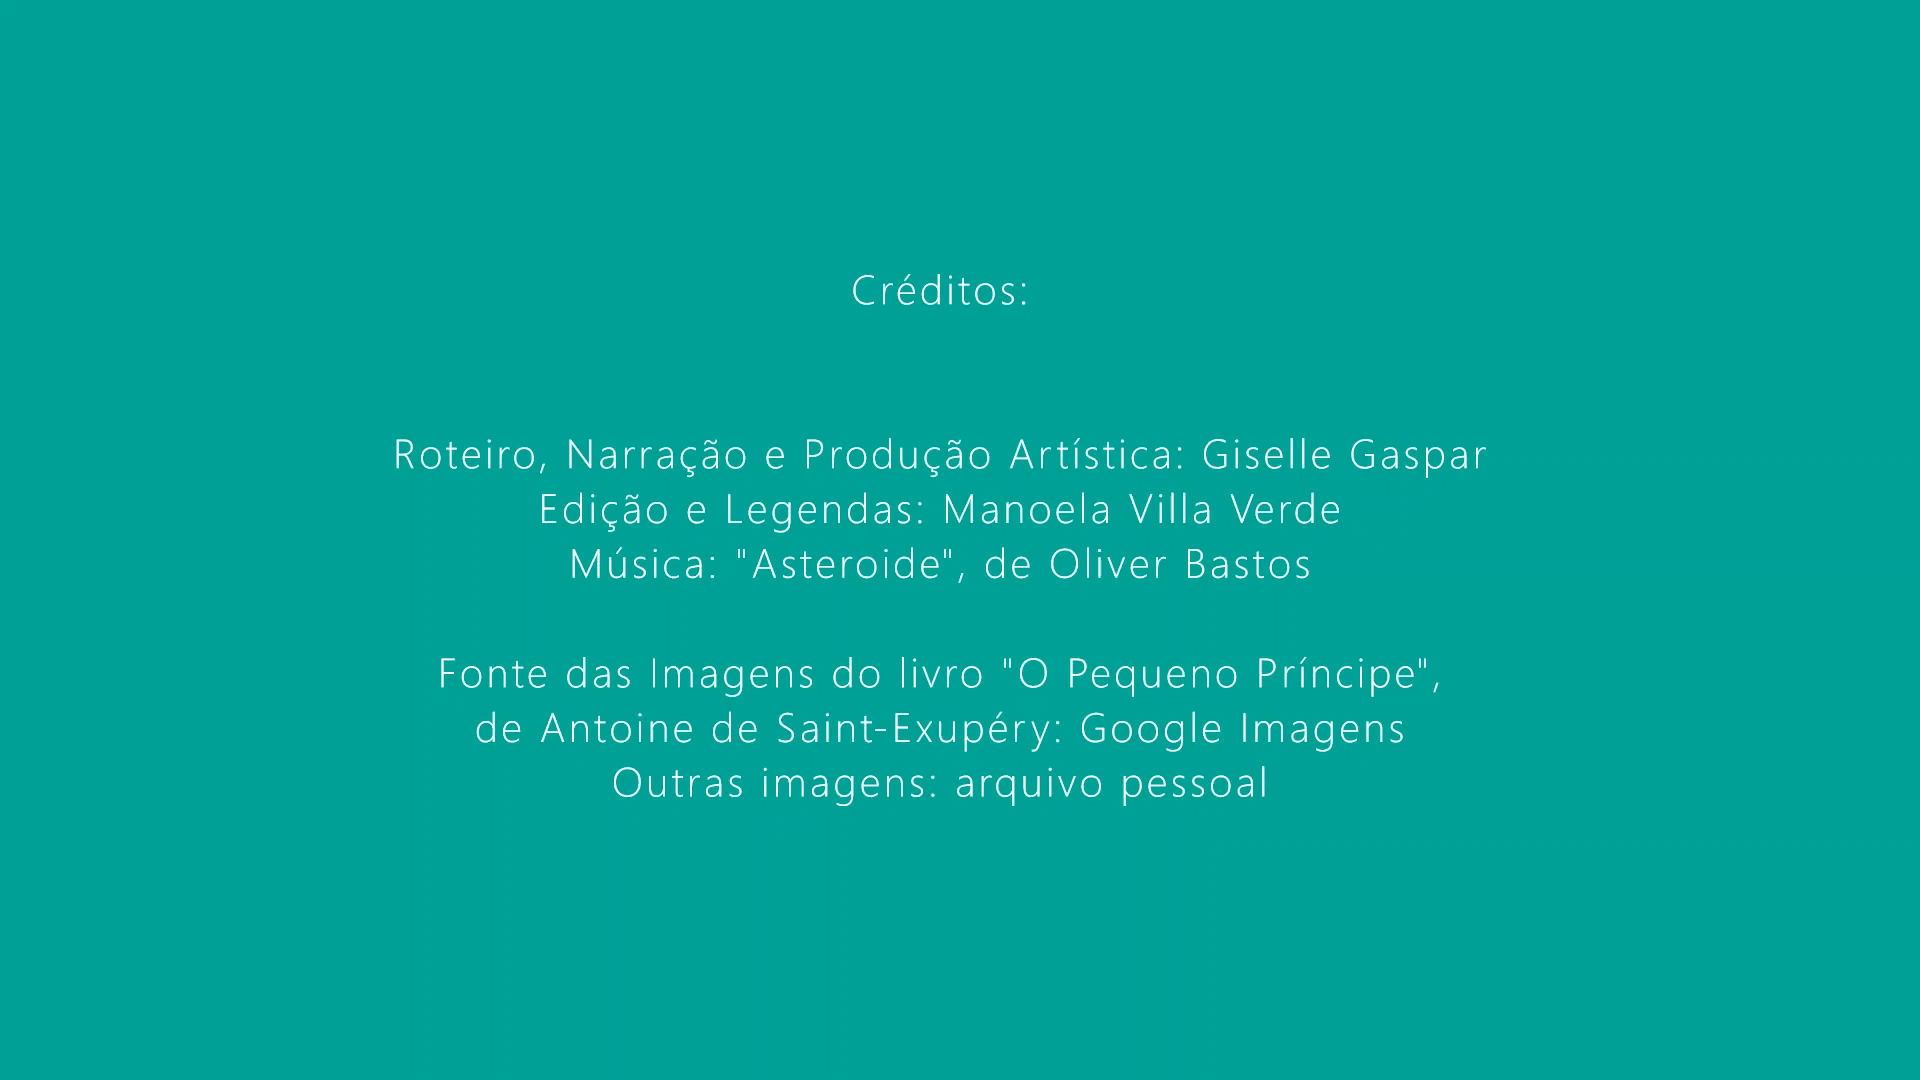 Créditos:
Roteiro, Narração e Produção Artística: Giselle Gaspar
Edição e Legendas: Manoela Villa Verde
Música: "Asteroide", de Oliver Bastos
Fonte das Imagens do livro "O Pequeno Príncipe",
de Antoine de Saint-Exupéry: Google Imagens
Outras imagens: arquivo pessoal